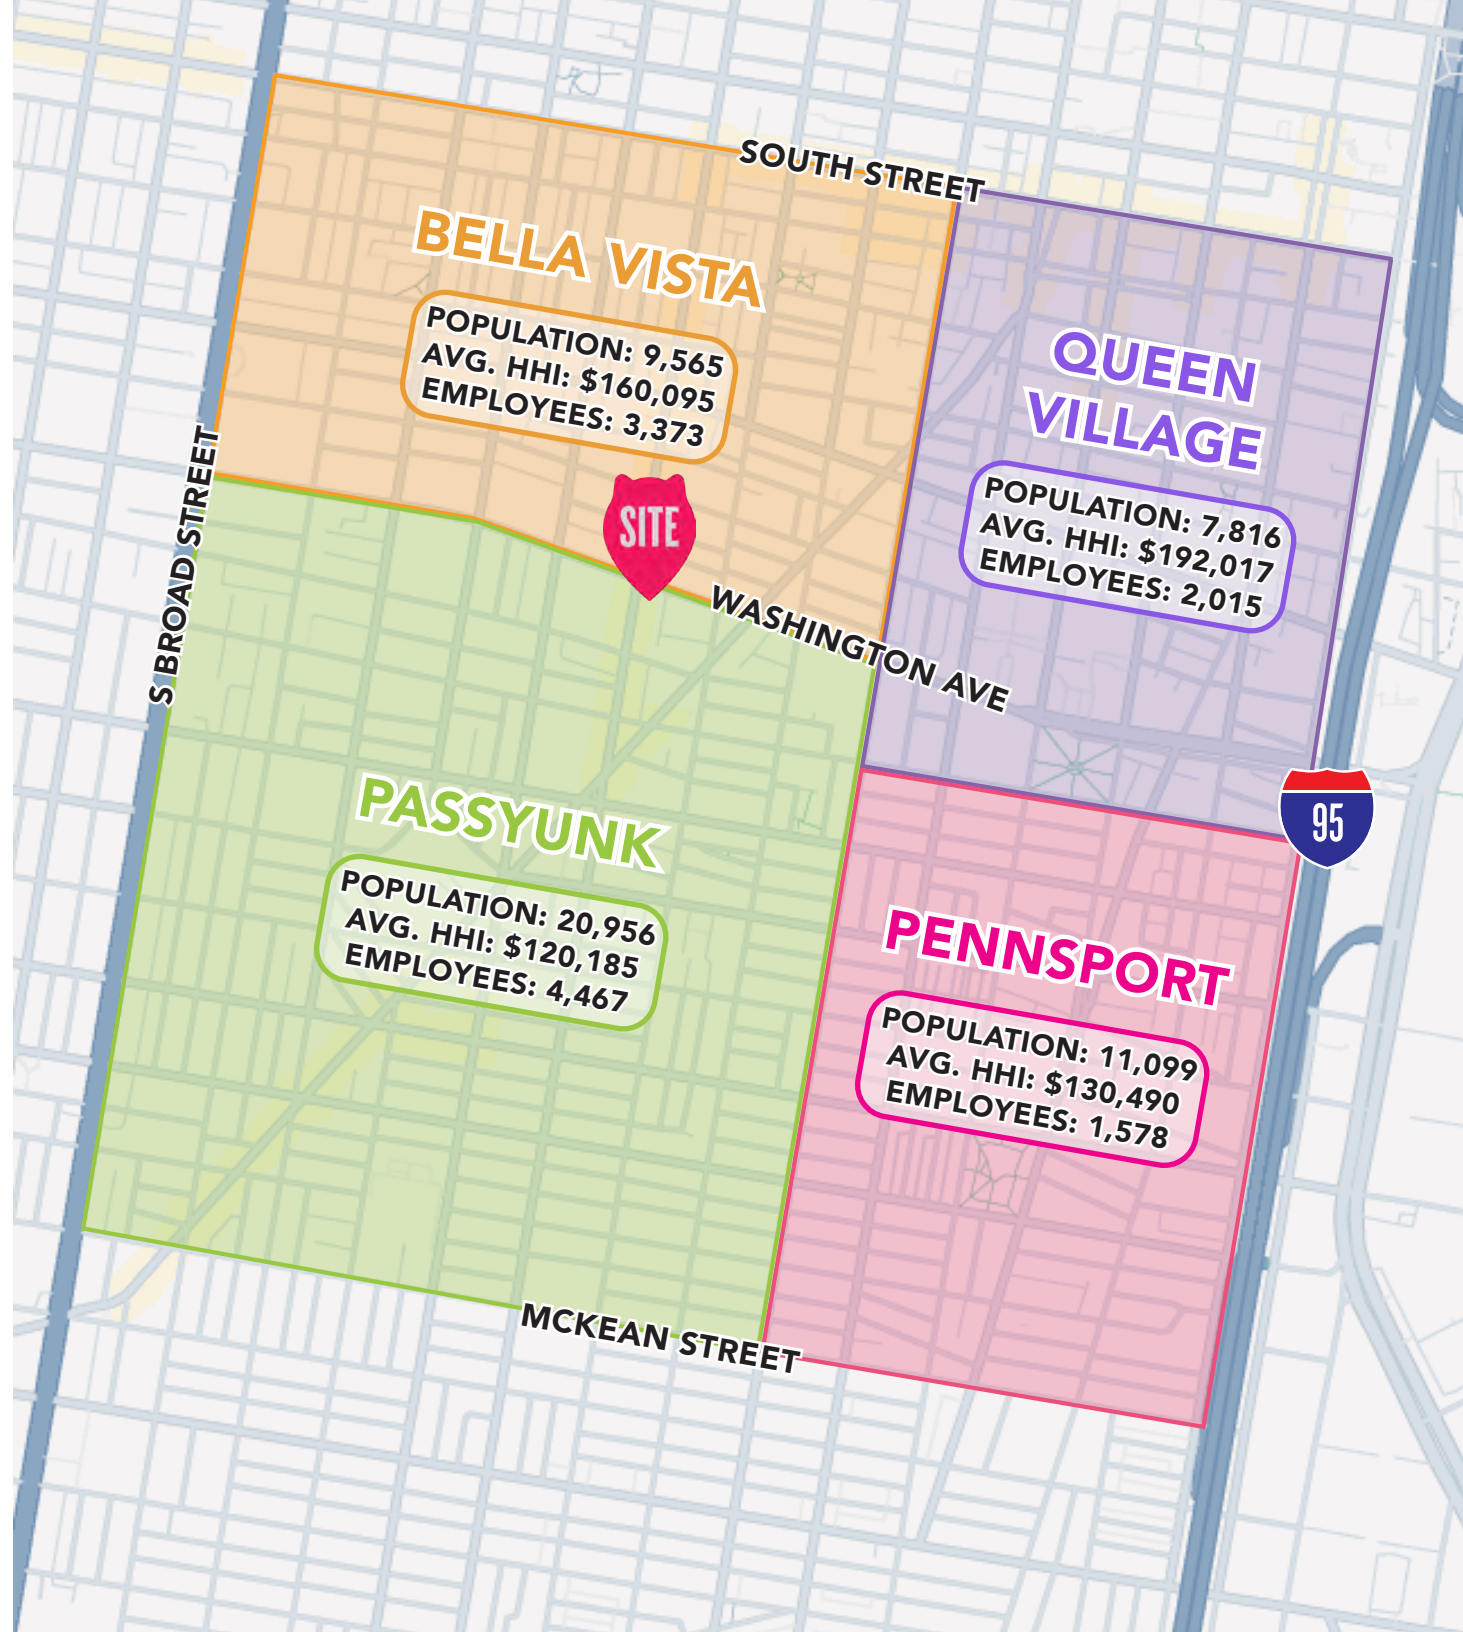 SOUTH STREET
BELLA VISTA
POPULATION: 9,565
AVG. HHI: $160,095
EMPLOYEES: 3,373
QUEEN
VILLAGE
POPULATION: 7,816
AVG. HHI: $192,017
EMPLOYEES: 2,015
S BROAD STREET
SITE
WASHINGTON AVE
95
PASSYUNK
POPULATION: 20,956
AVG. HHI: $120,185
EMPLOYEES: 4,467
PENNSPORT
POPULATION: 11,099
AVG. HHI: $130,490
EMPLOYEES: 1,578
MCKEAN STREET